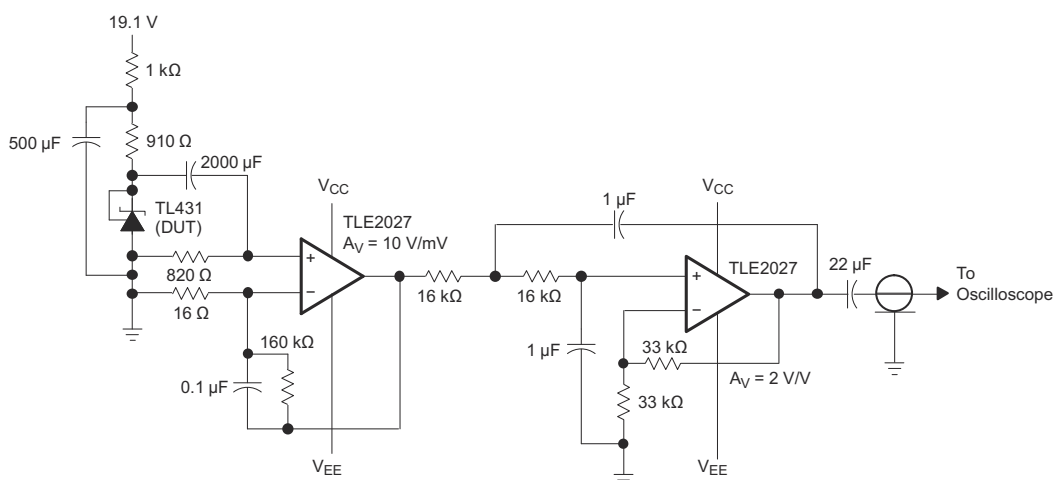 19.1 V
1 kΩ
500 μF
910 Ω
2000 μF
TL431
(DUT)
820 Ω
16 Ω
160 kΩ
0.1 μF
VCC
TLE2027
AV = 10 V/mV
+
−
VEE
16 kΩ
16 kΩ
1 μF
1 μF
VCC
TLE2027
+
−
33 kΩ
33 kΩ
AV = 2 V/V
VEE
22 μF
To
Oscilloscope